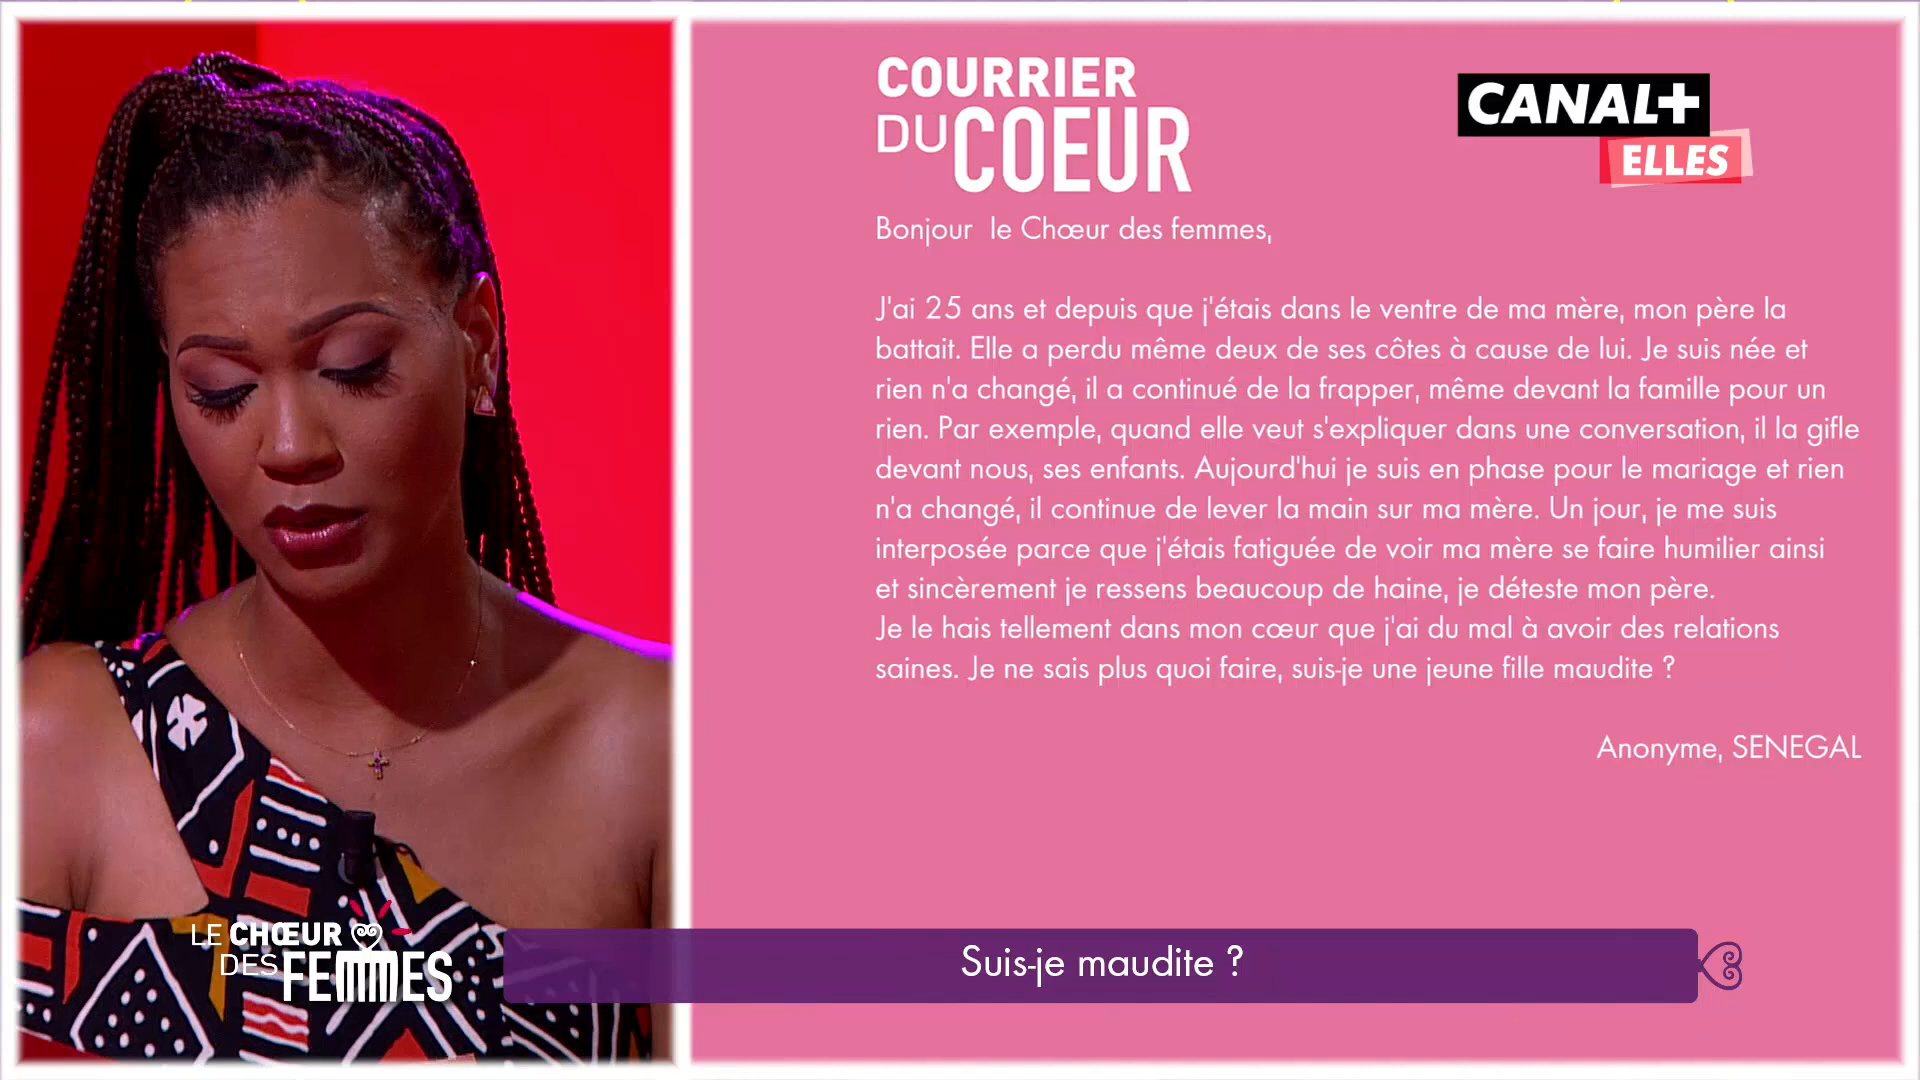 COURRIER
DU COEUR
CANAL+
ELLES
Bonjour  le Chœur des femmes,
J'ai 25 ans et depuis que j'étais dans le ventre de ma mère, mon père la
battait. Elle a perdu même deux de ses côtes à cause de lui. Je suis née et
rien n'a changé, il a continué de la frapper, même devant la famille pour un
rien. Par exemple, quand elle veut s'expliquer dans une conversation, il la gifle
devant nous, ses enfants. Aujourd'hui je suis en phase pour le mariage et rien
n'a changé, il continue de lever la main sur ma mère. Un jour, je me suis
interposée parce que j'étais fatiguée de voir ma mère se faire humilier ainsi
et sincèrement je ressens beaucoup de haine, je déteste mon père.
Je le hais tellement dans mon cœur que j'ai du mal à avoir des relations
saines. Je ne sais plus quoi faire, suis-je une jeune fille maudite ?
Anonyme, SENEGAL
LE CHŒUR
DES FEMMES
Suis-je maudite ?